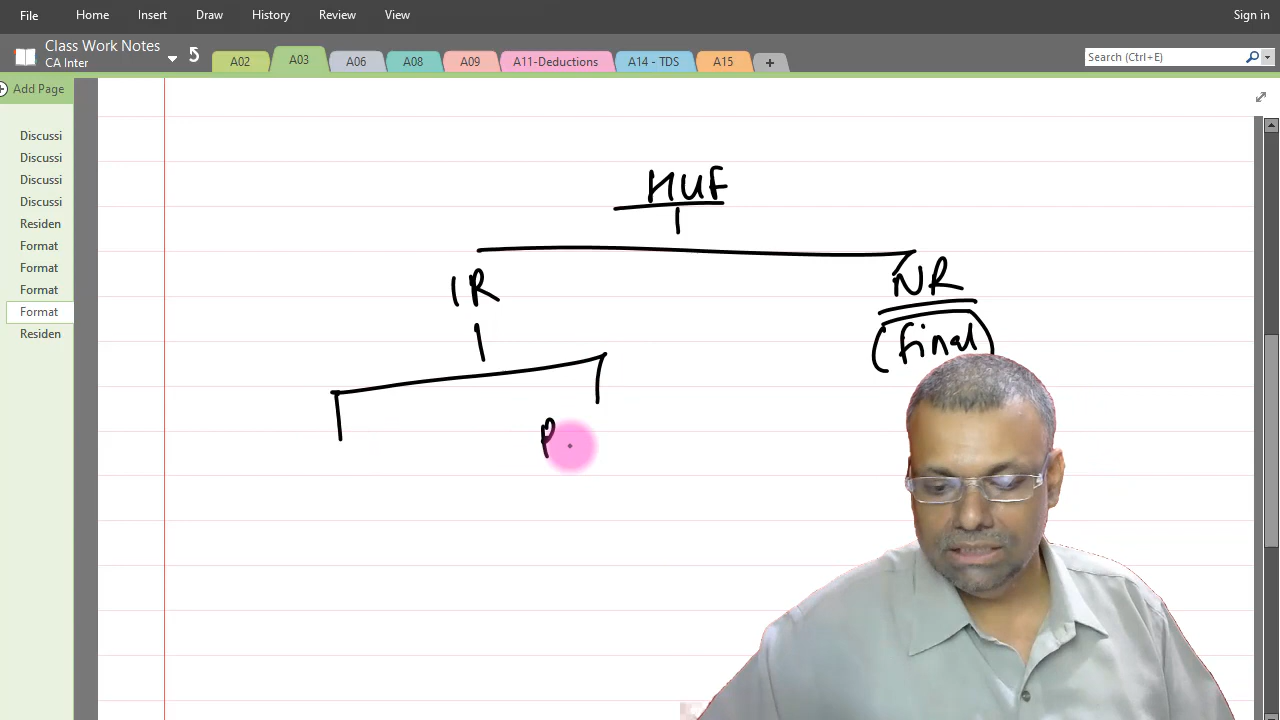 File Home Insert Draw History Review View Sign in
Class Work Notes
CA Inter
A02 A03 A06 A08 A09 A11-Deductions A14 - TDS A15
Search (Ctrl+E)
Add Page
Discussi
Discussi
Discussi
Discussi
Residen
Format
Format
Format
Format
Residen
HUF
IR NR
(final)
P